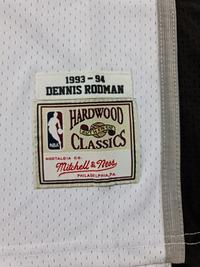 1993-94
DENNIS RODMAN
HARDWOOD
CLASSICS
NBA
NOSTALGIA CO.
Mitchell & Ness
PHILADELPHIA, PA.